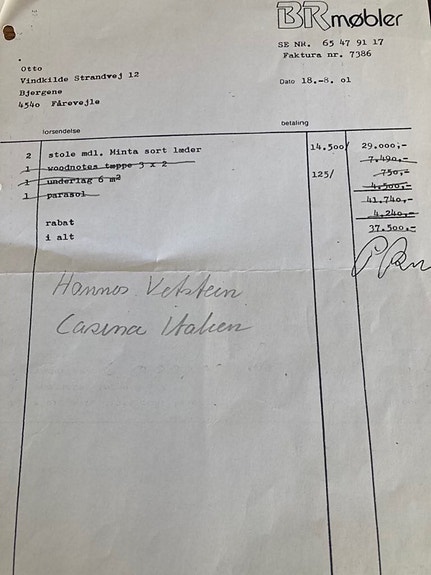 BR møbler
SE NR. 65 47 91 17
Faktura nr. 7386
Otto
Vindkilde Strandvej 12
Bjergene
4540 Fårevejle
Dato 18.-8. 01
forsendelse betaling
2 stole mdl. Minta sort læder 14.500/ 29.000,-
1 woodnotes tæppe 3 x 2 7.490,-
1 underlag 6 m² 125/ 750,-
1 parasol 4.500,-
41.740,-
rabat 4.240,-
i alt 37.500,-
Hannes Vetstein
Casina Italien